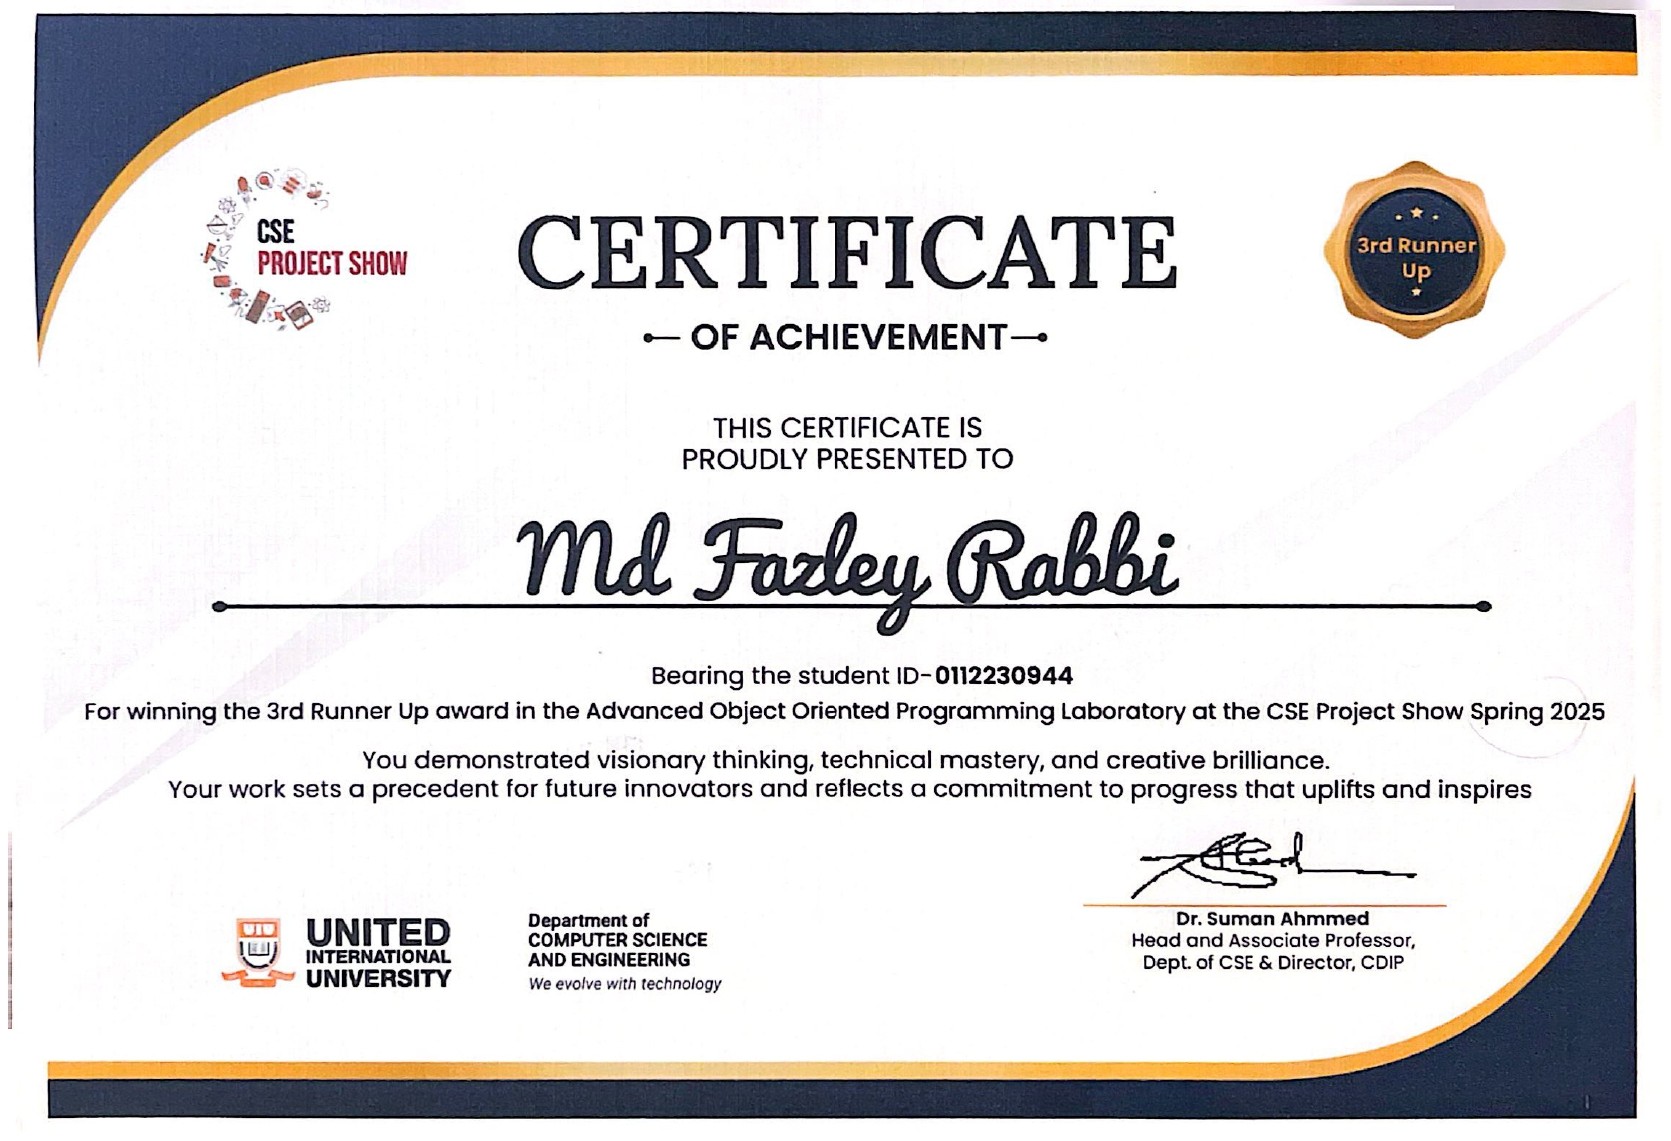 CSE
PROJECT SHOW
CERTIFICATE
OF ACHIEVEMENT
3rd Runner
Up
THIS CERTIFICATE IS
PROUDLY PRESENTED TO
Md Fazley Rabbi
Bearing the student ID-0112230944
For winning the 3rd Runner Up award in the Advanced Object Oriented Programming Laboratory at the CSE Project Show Spring 2025
You demonstrated visionary thinking, technical mastery, and creative brilliance.
Your work sets a precedent for future innovators and reflects a commitment to progress that uplifts and inspires
UIU
UNITED
INTERNATIONAL
UNIVERSITY
Department of
COMPUTER SCIENCE
AND ENGINEERING
We evolve with technology
Dr. Suman Ahmmed
Head and Associate Professor,
Dept. of CSE & Director, CDIP